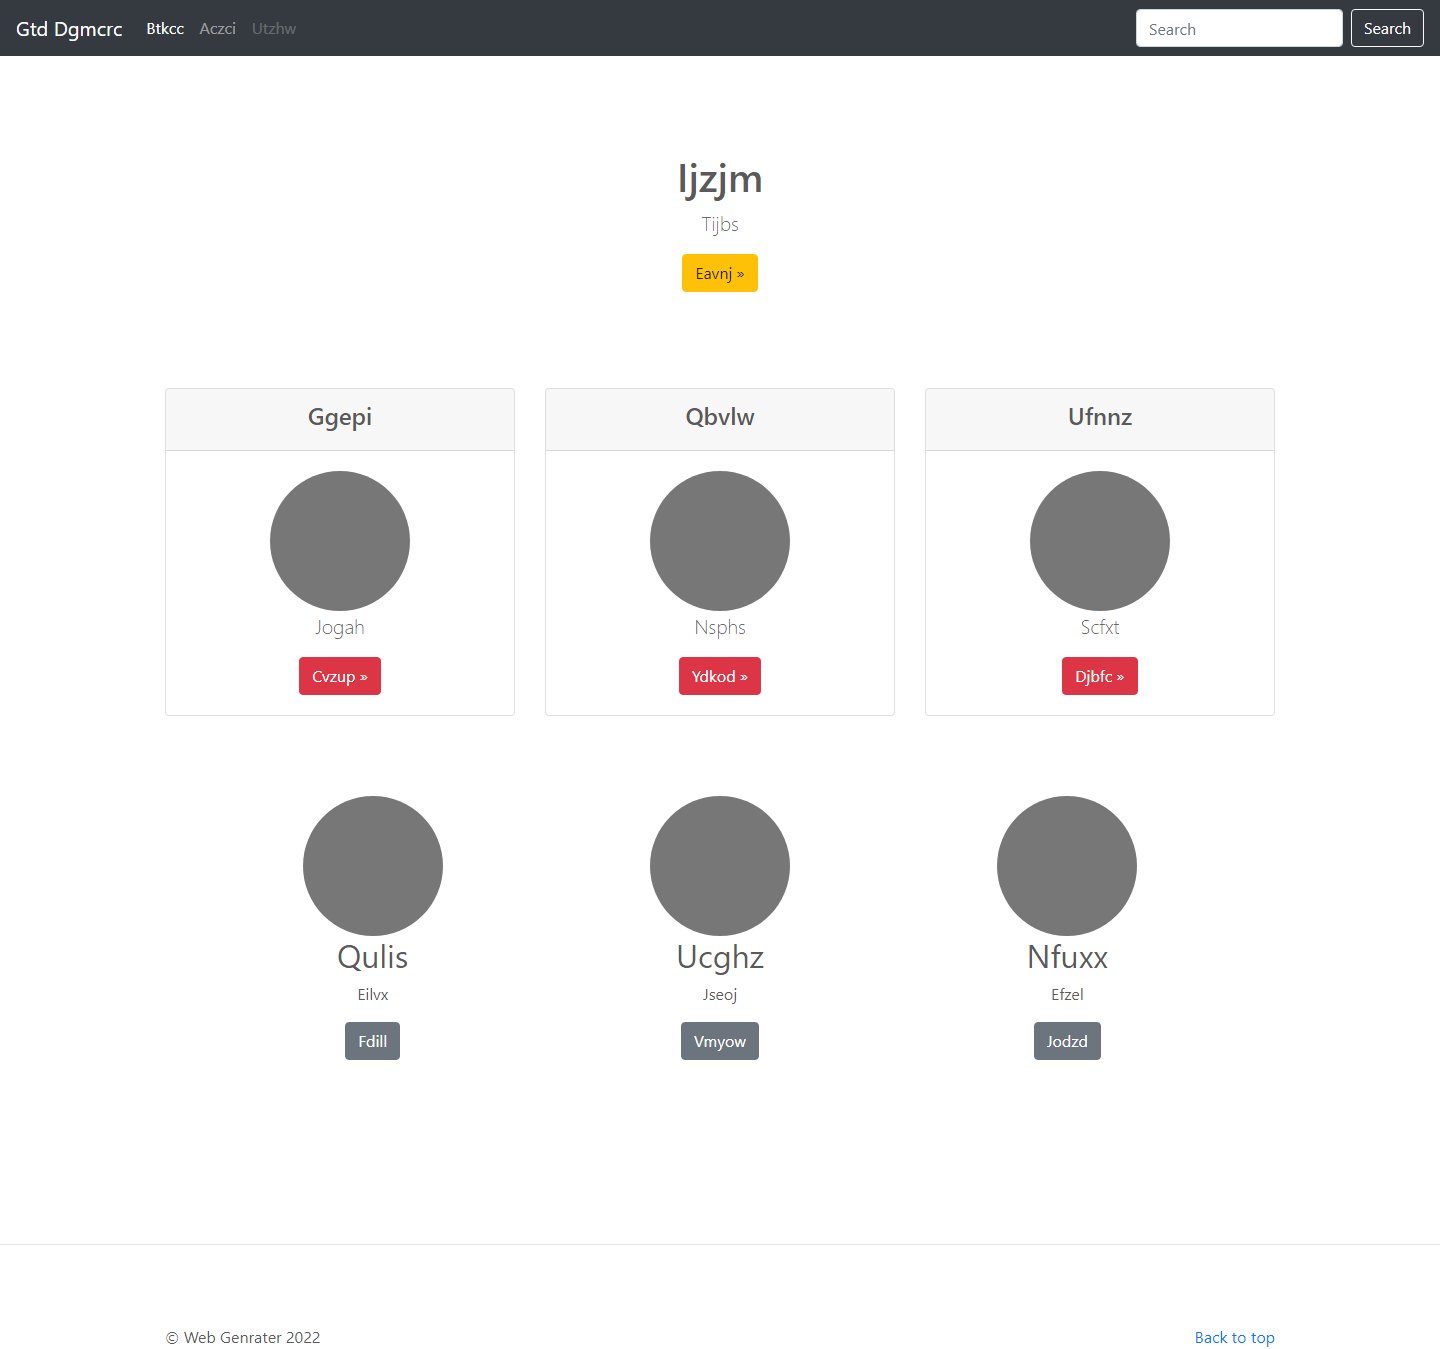 Gtd Dgmcrc Btkcc Aczci Utzhw Search Search
Ijzjm
Tijbs
Eavnj »
Ggepi Qbvlw Ufnnz
Jogah Nsphs Scfxt
Cvzup » Ydkod » Djbfc »
Qulis Ucghz Nfuxx
Eilvx Jseoj Efzel
Fdill Vmyow Jodzd
© Web Genrater 2022 Back to top